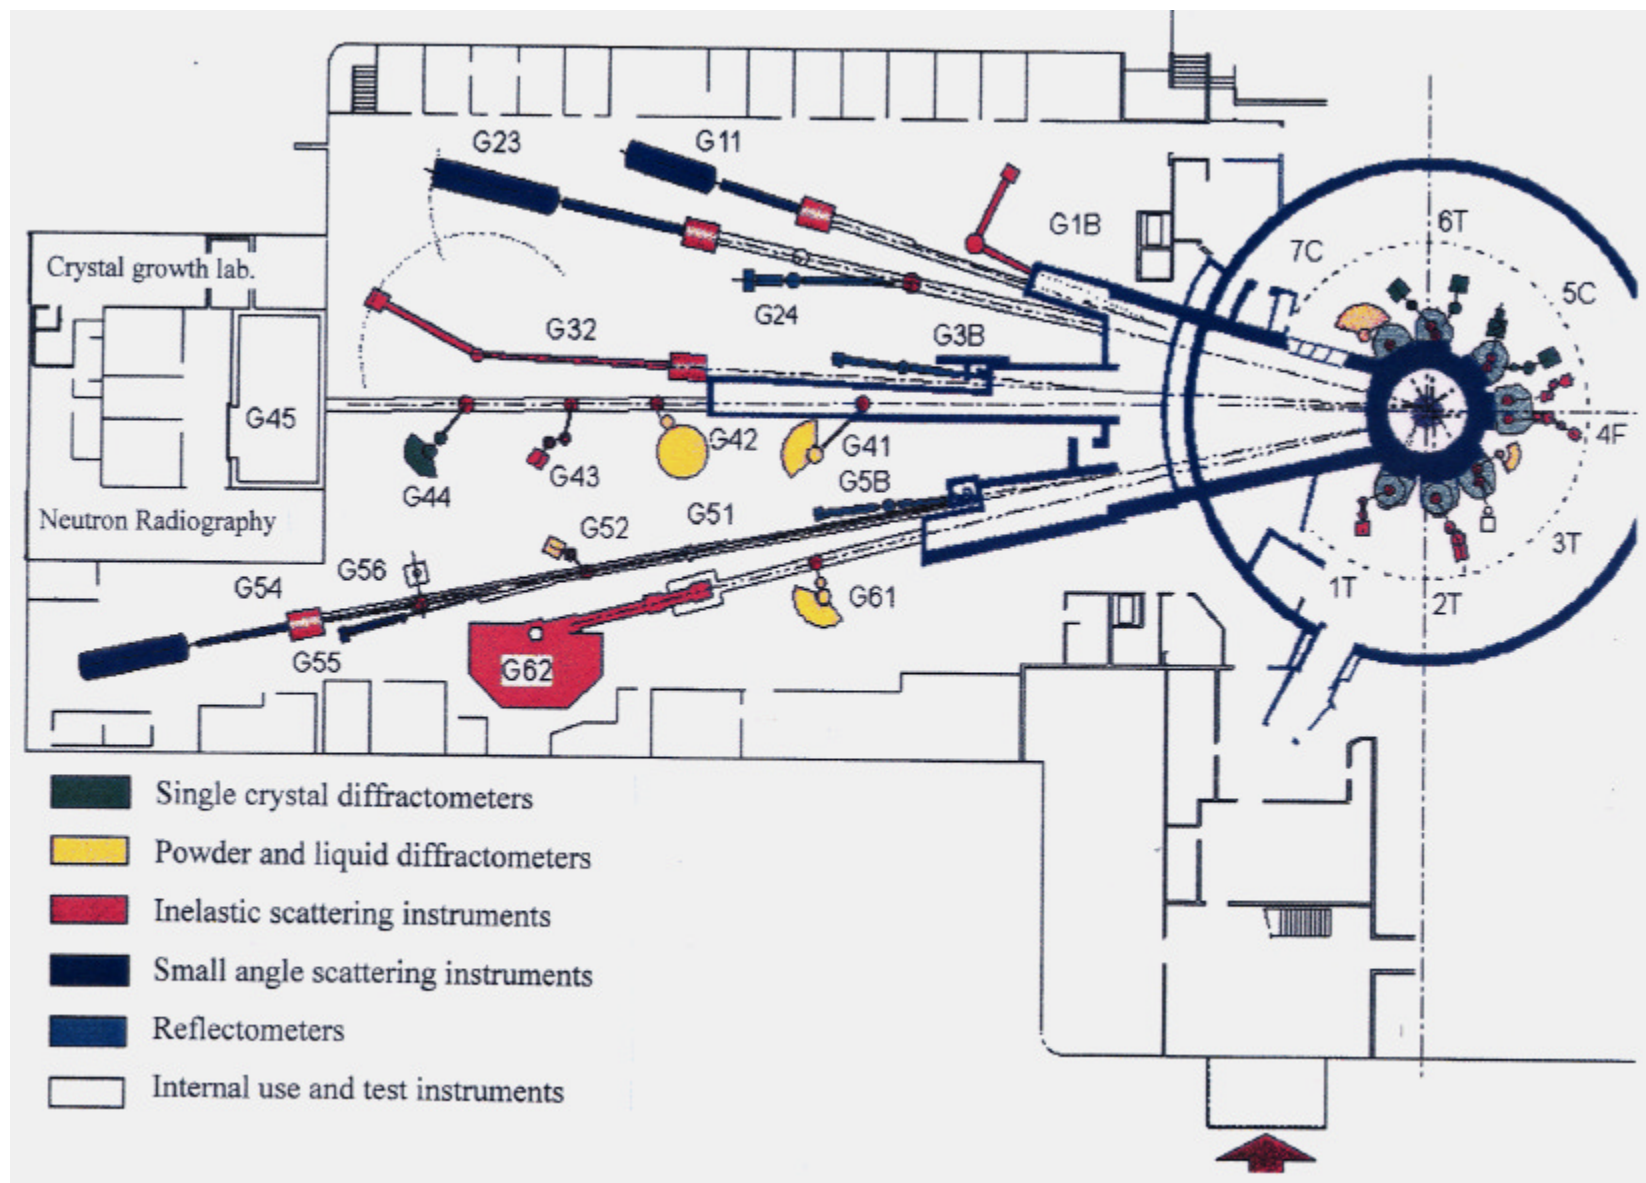 G23
G11
G1B
6T
7C
5C
Crystal growth lab.
G24
G32
G3B
G45
G42
G41
4F
G44
G43
G5B
Neutron Radiography
G51
G52
3T
G56
G54
G61
1T
2T
G55
G62
Single crystal diffractometers
Powder and liquid diffractometers
Inelastic scattering instruments
Small angle scattering instruments
Reflectometers
Internal use and test instruments